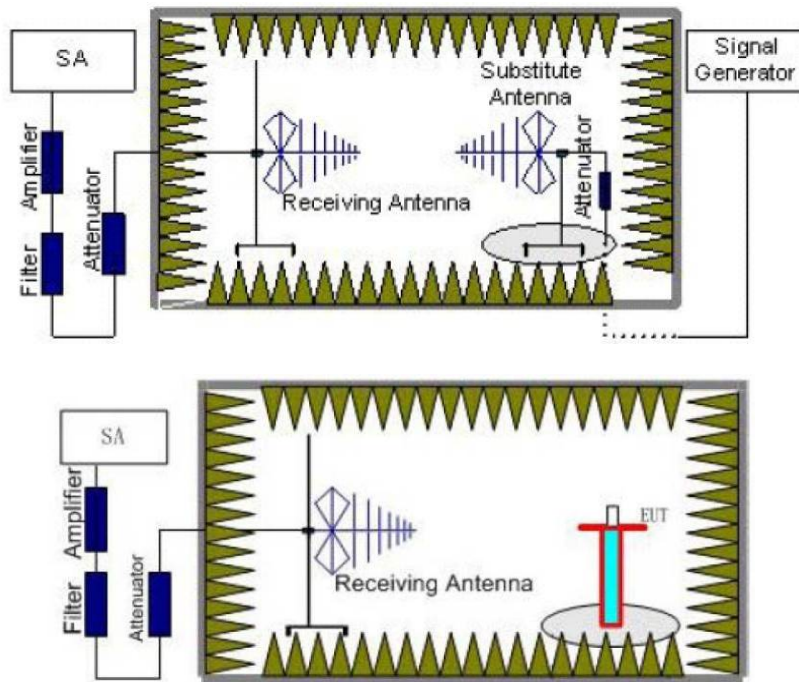 SA
Signal
Generator
Substitute
Antenna
Amplifier
Attenuator
Attenuator
Receiving Antenna
Filter
SA
Amplifier
EUT
Attenuator
Receiving Antenna
Filter